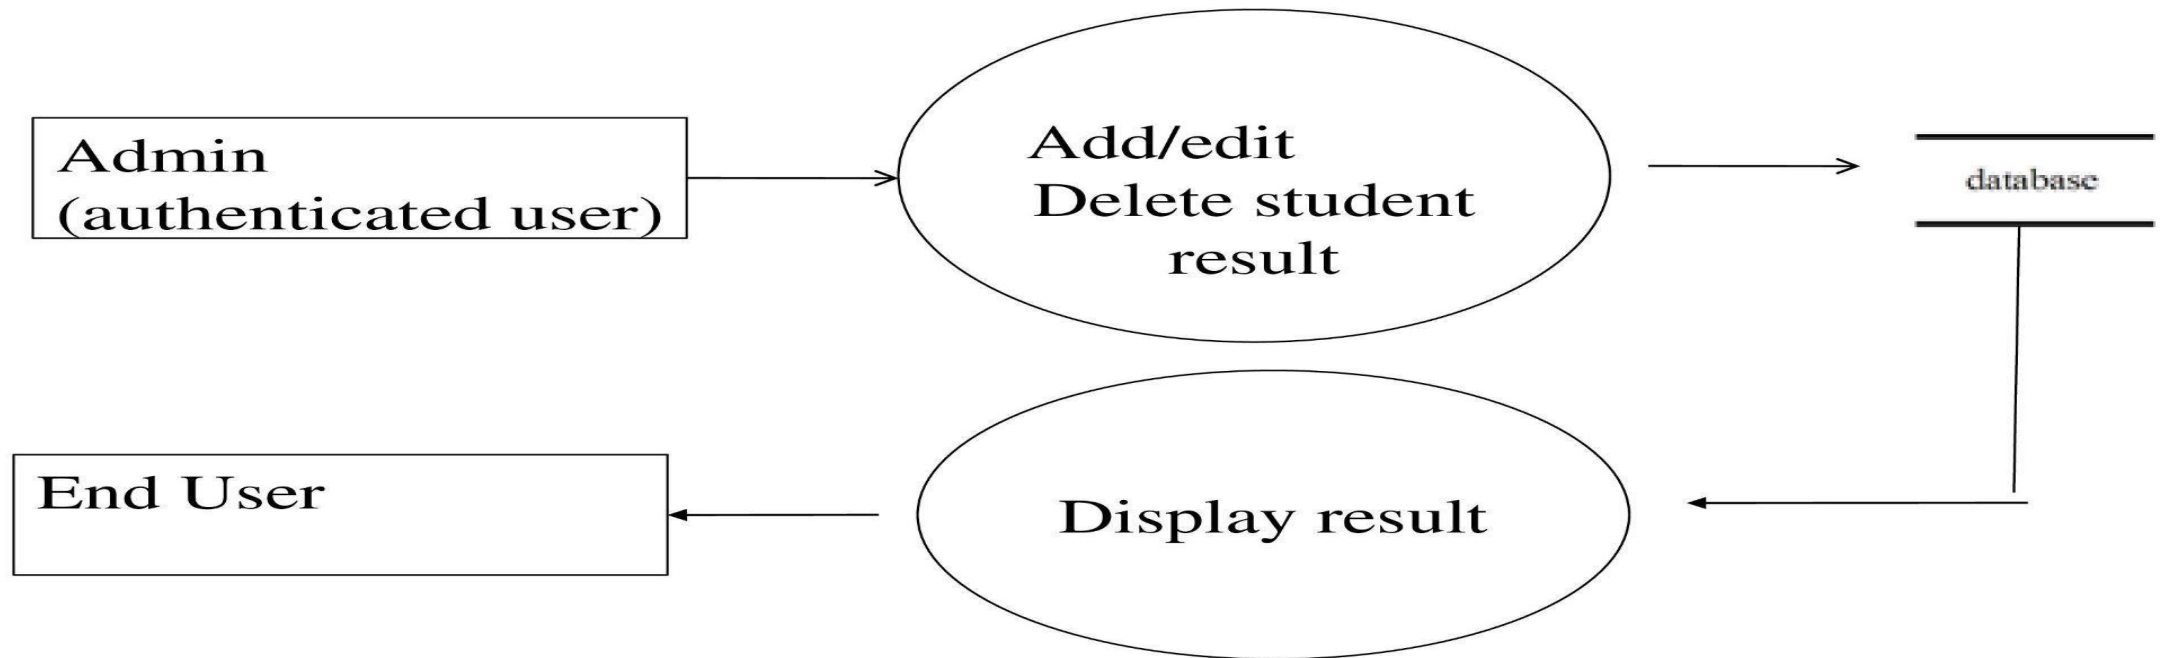 Admin
(authenticated user)
Add/edit
Delete student
result
database
End User
Display result